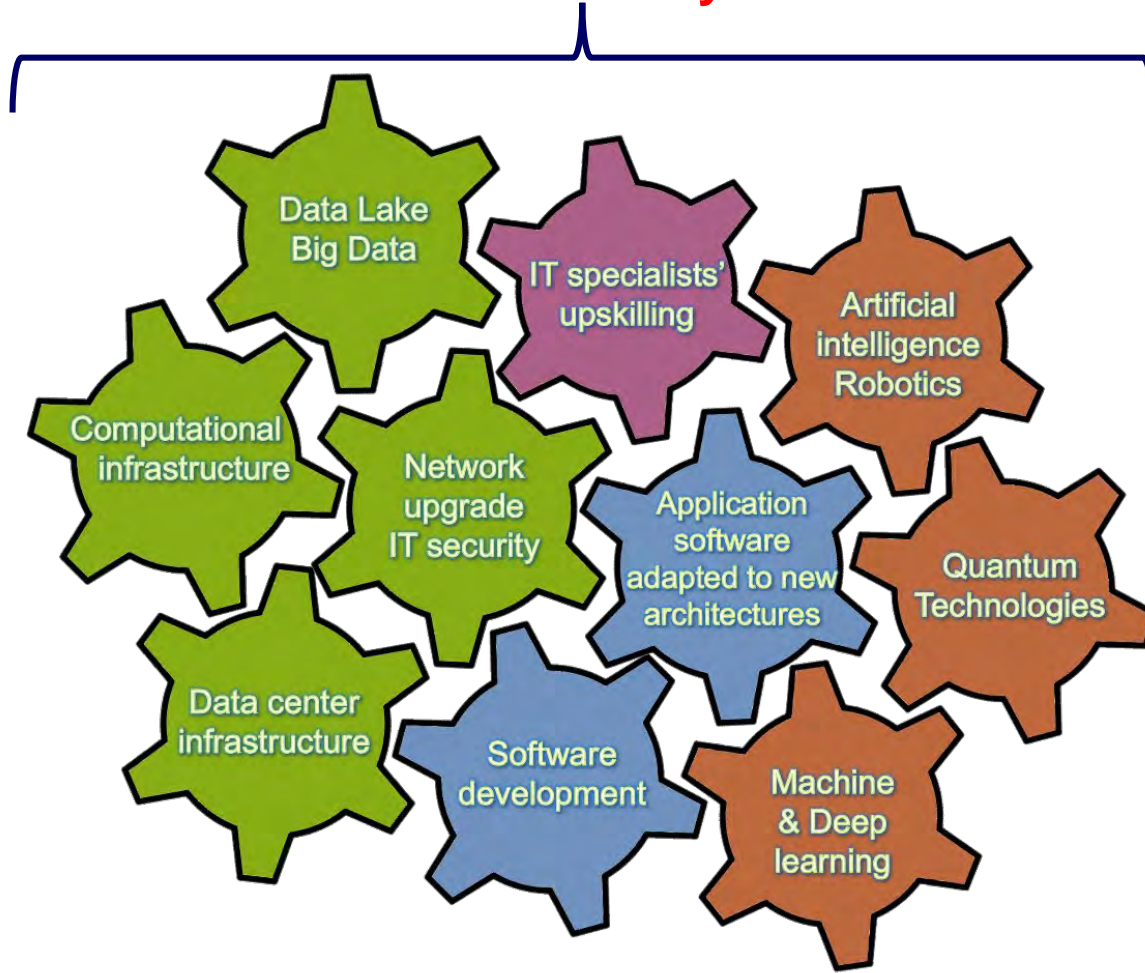 Data Lake
Big Data
IT specialists’
upskilling
Artificial
intelligence
Robotics
Computational
infrastructure
Network
upgrade
IT security
Application
software
adapted to new
architectures
Quantum
Technologies
Data center
infrastructure
Software
development
Machine
& Deep
learning